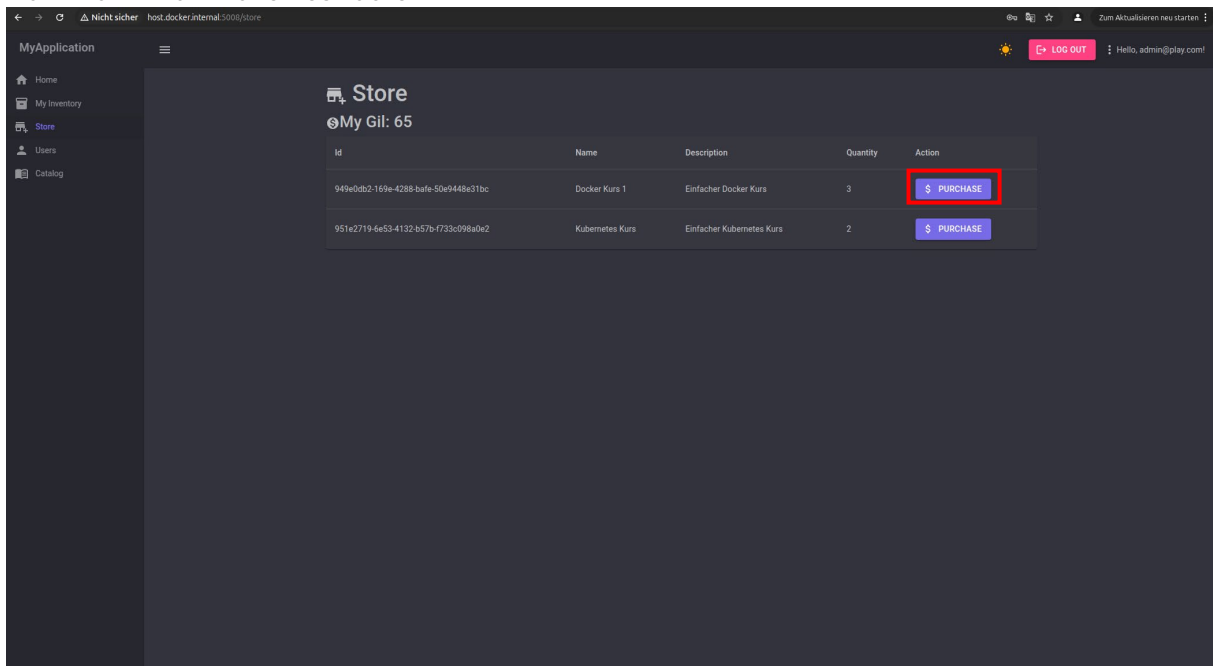 Nicht sicher host.docker.internal:5008/store Zum Aktualisieren neu starten
MyApplication LOG OUT Hello, admin@play.com!
Home
My Inventory
Store
Users
Catalog
Store
My Gil: 65
Id Name Description Quantity Action
949e0db2-169e-4288-bafe-50e9448e31bc Docker Kurs 1 Einfacher Docker Kurs 3 $ PURCHASE
951e2719-6e53-4132-b57b-f733c098a0e2 Kubernetes Kurs Einfacher Kubernetes Kurs 2 $ PURCHASE